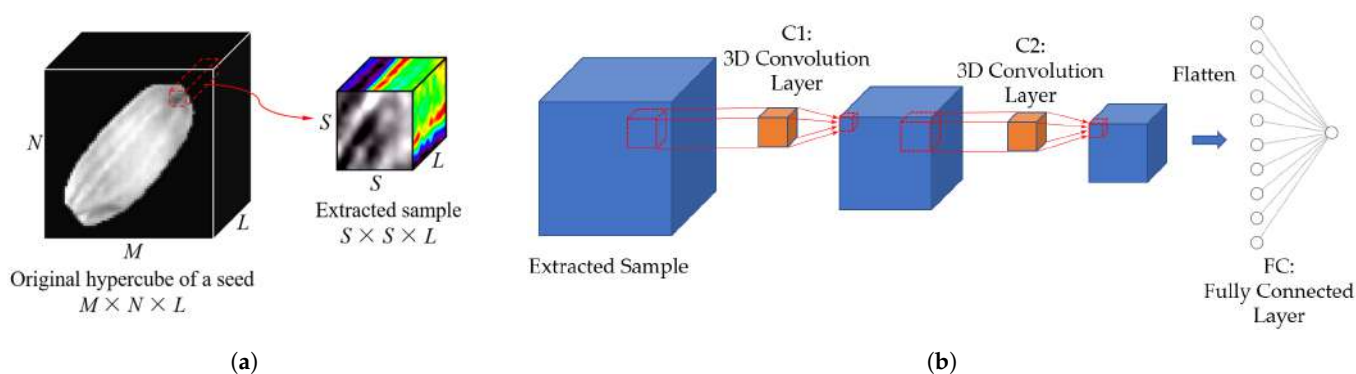 N
M
L
Original hypercube of a seed
M × N × L
S
S
L
Extracted sample
S × S × L
(a)
Extracted Sample
C1:
3D Convolution
Layer
C2:
3D Convolution
Layer
Flatten
FC:
Fully Connected
Layer
(b)